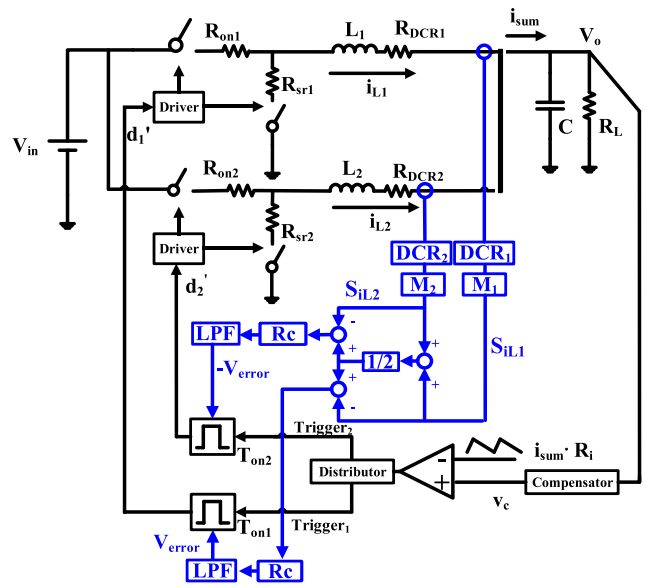 i_sum
V_o
R_on1
L_1
R_DCR1
R_sr1
i_L1
Driver
d_1'
V_in
C
R_L
R_on2
L_2
R_DCR2
R_sr2
i_L2
Driver
d_2'
DCR_2
DCR_1
M_2
M_1
S_iL2
S_iL1
LPF
Rc
-
+
+
1/2
+
+
-
-V_error
Trigger_2
T_on2
Distributor
-
+
i_sum· R_i
v_c
Compensator
T_on1
Trigger_1
V_error
LPF
Rc